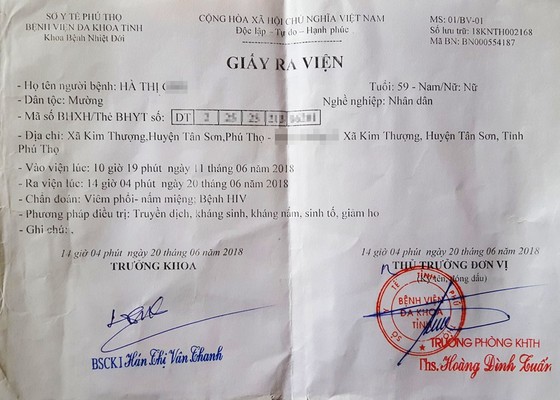 SỞ Y TẾ PHÚ THỌ
BỆNH VIỆN ĐA KHOA TỈNH
Khoa Bệnh Nhiệt Đới
CỘNG HÒA XÃ HỘI CHỦ NGHĨA VIỆT NAM
Độc lập - Tự do - Hạnh phúc
MS: 01/BV-01
Số lưu trữ: 18KNTH002168
Mã BN: BN000554187
GIẤY RA VIỆN
- Họ tên người bệnh: HÀ THỊ
Tuổi: 59 - Nam/Nữ: Nữ
- Dân tộc: Mường
Nghề nghiệp: Nhân dân
- Mã số BHXH/Thẻ BHYT số: DT 2 25 25
- Địa chỉ: Xã Kim Thượng,Huyện Tân Sơn,Phú Thọ - Xã Kim Thượng, Huyện Tân Sơn, Tỉnh
Phú Thọ
- Vào viện lúc: 10 giờ 19 phút ngày 11 tháng 06 năm 2018
- Ra viện lúc: 14 giờ 04 phút ngày 20 tháng 06 năm 2018
- Chẩn đoán: Viêm phổi- nấm miệng: Bệnh HIV
- Phương pháp điều trị: Truyền dịch, kháng sinh, kháng nấm, sinh tố, giảm ho
- Ghi chú: .
14 giờ 04 phút ngày 20 tháng 06 năm 2018
TRƯỞNG KHOA
BSCKI Hán Thị Vân Thanh
14 giờ 04 phút ngày 20 tháng 06 năm 2018
THỦ TRƯỞNG ĐƠN VỊ
(ký tên, đóng dấu)
BỆNH VIỆN
ĐA KHOA
TỈNH
TRƯỞNG PHÒNG KHTH
Ths. Hoàng Đình Tuấn